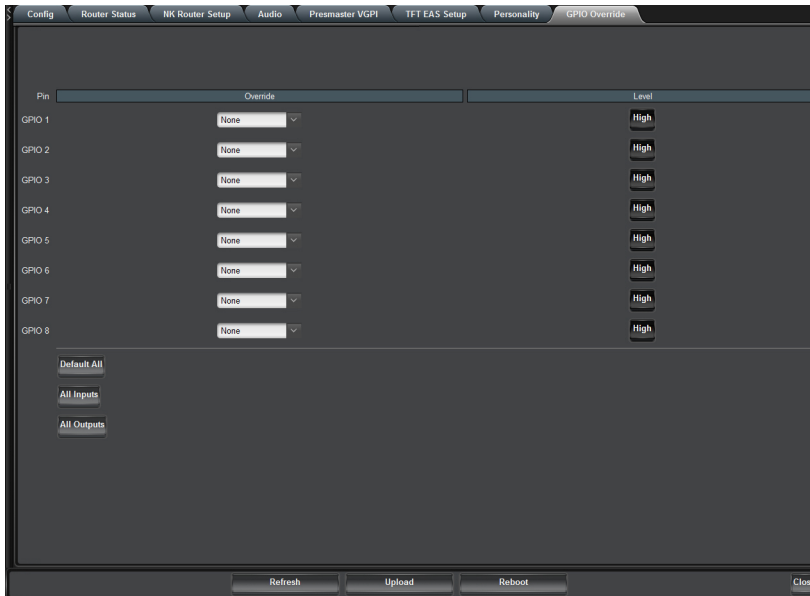 Config Router Status NK Router Setup Audio Presmaster VGPI TFT EAS Setup Personality GPIO Override
Pin Override Level
GPIO 1 None High
GPIO 2 None High
GPIO 3 None High
GPIO 4 None High
GPIO 5 None High
GPIO 6 None High
GPIO 7 None High
GPIO 8 None High
Default All
All Inputs
All Outputs
Refresh Upload Reboot Clos